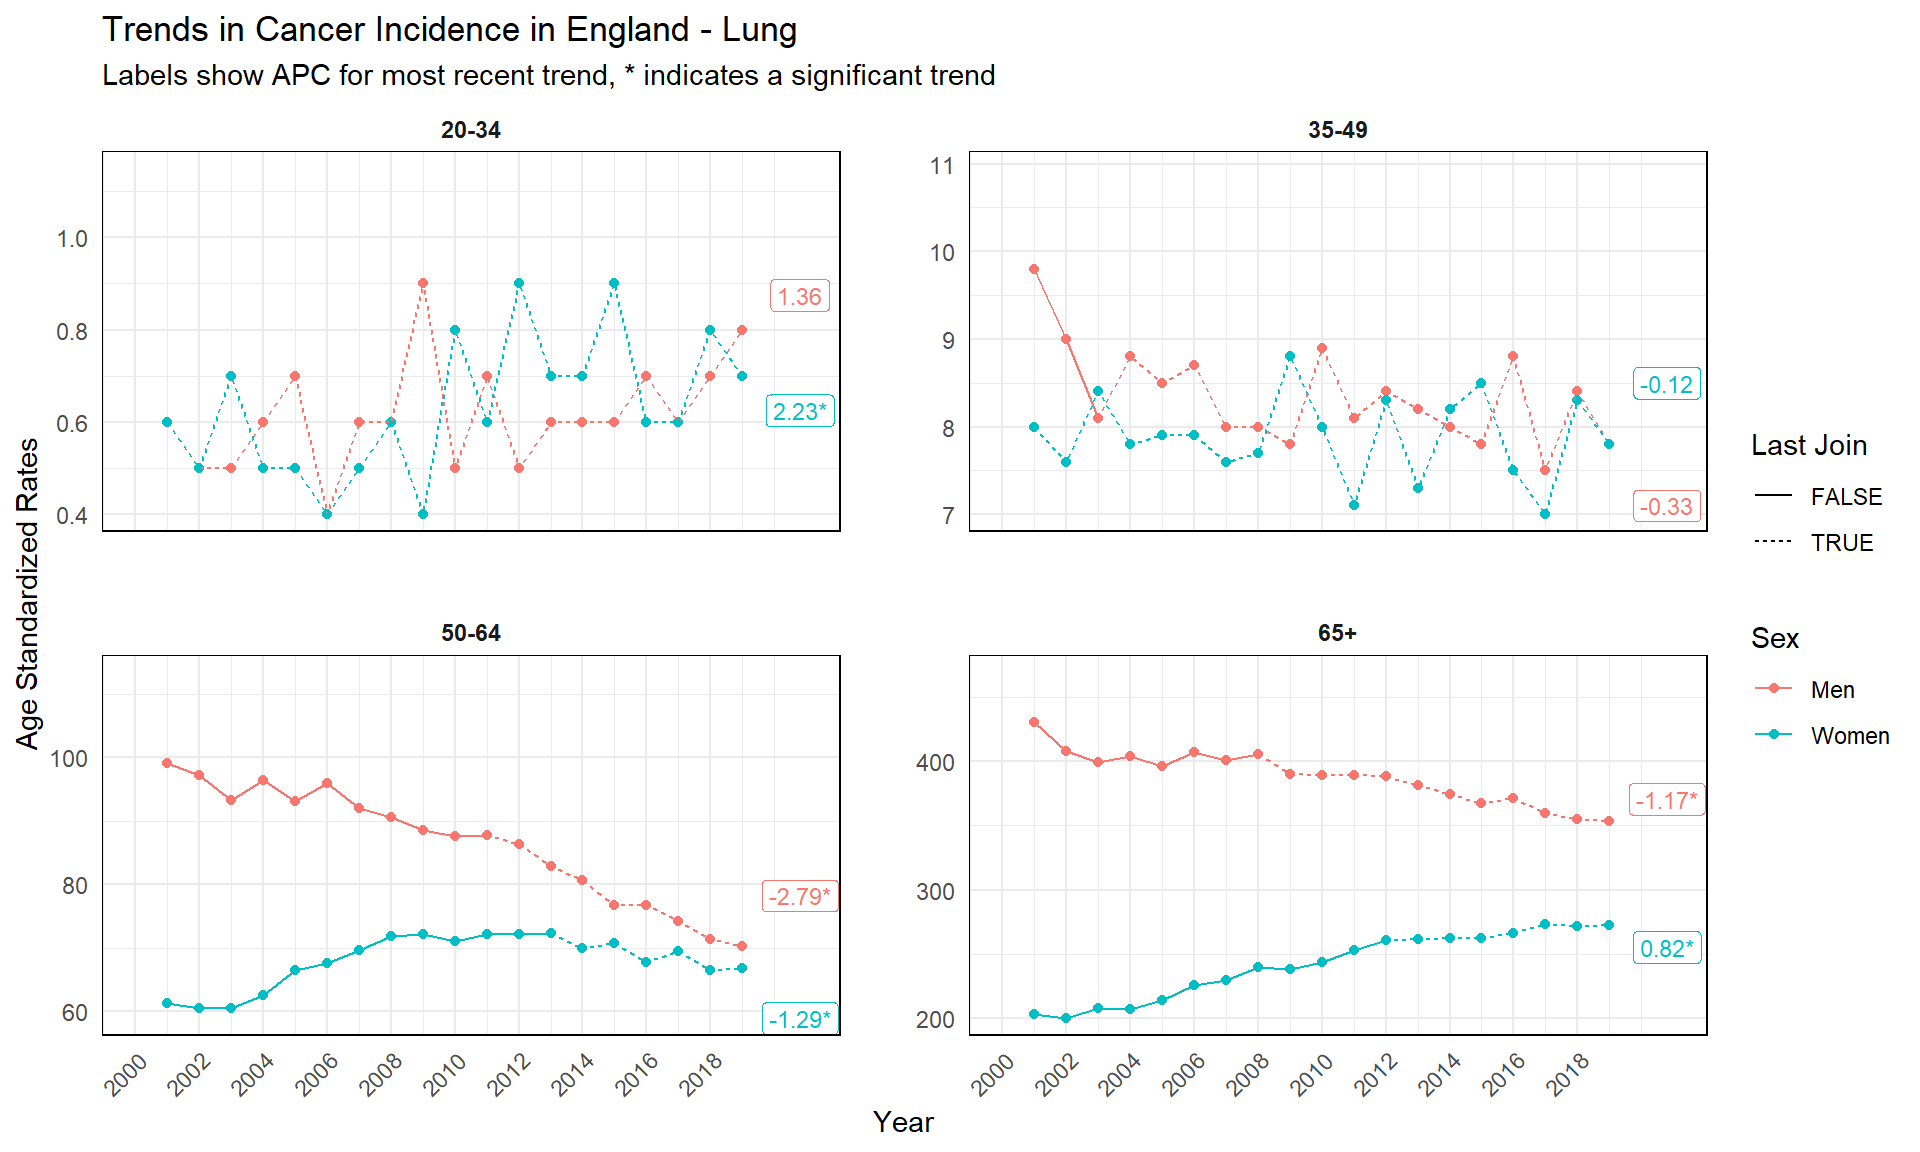 Trends in Cancer Incidence in England - Lung
Labels show APC for most recent trend, * indicates a significant trend
20-34
1.0
0.8
0.6
0.4
1.36
2.23*
35-49
11
10
9
8
7
-0.12
-0.33
50-64
100
80
60
-2.79*
-1.29*
2000 2002 2004 2006 2008 2010 2012 2014 2016 2018
65+
400
300
200
-1.17*
0.82*
2000 2002 2004 2006 2008 2010 2012 2014 2016 2018
Age Standardized Rates
Year
Last Join
FALSE
TRUE
Sex
Men
Women